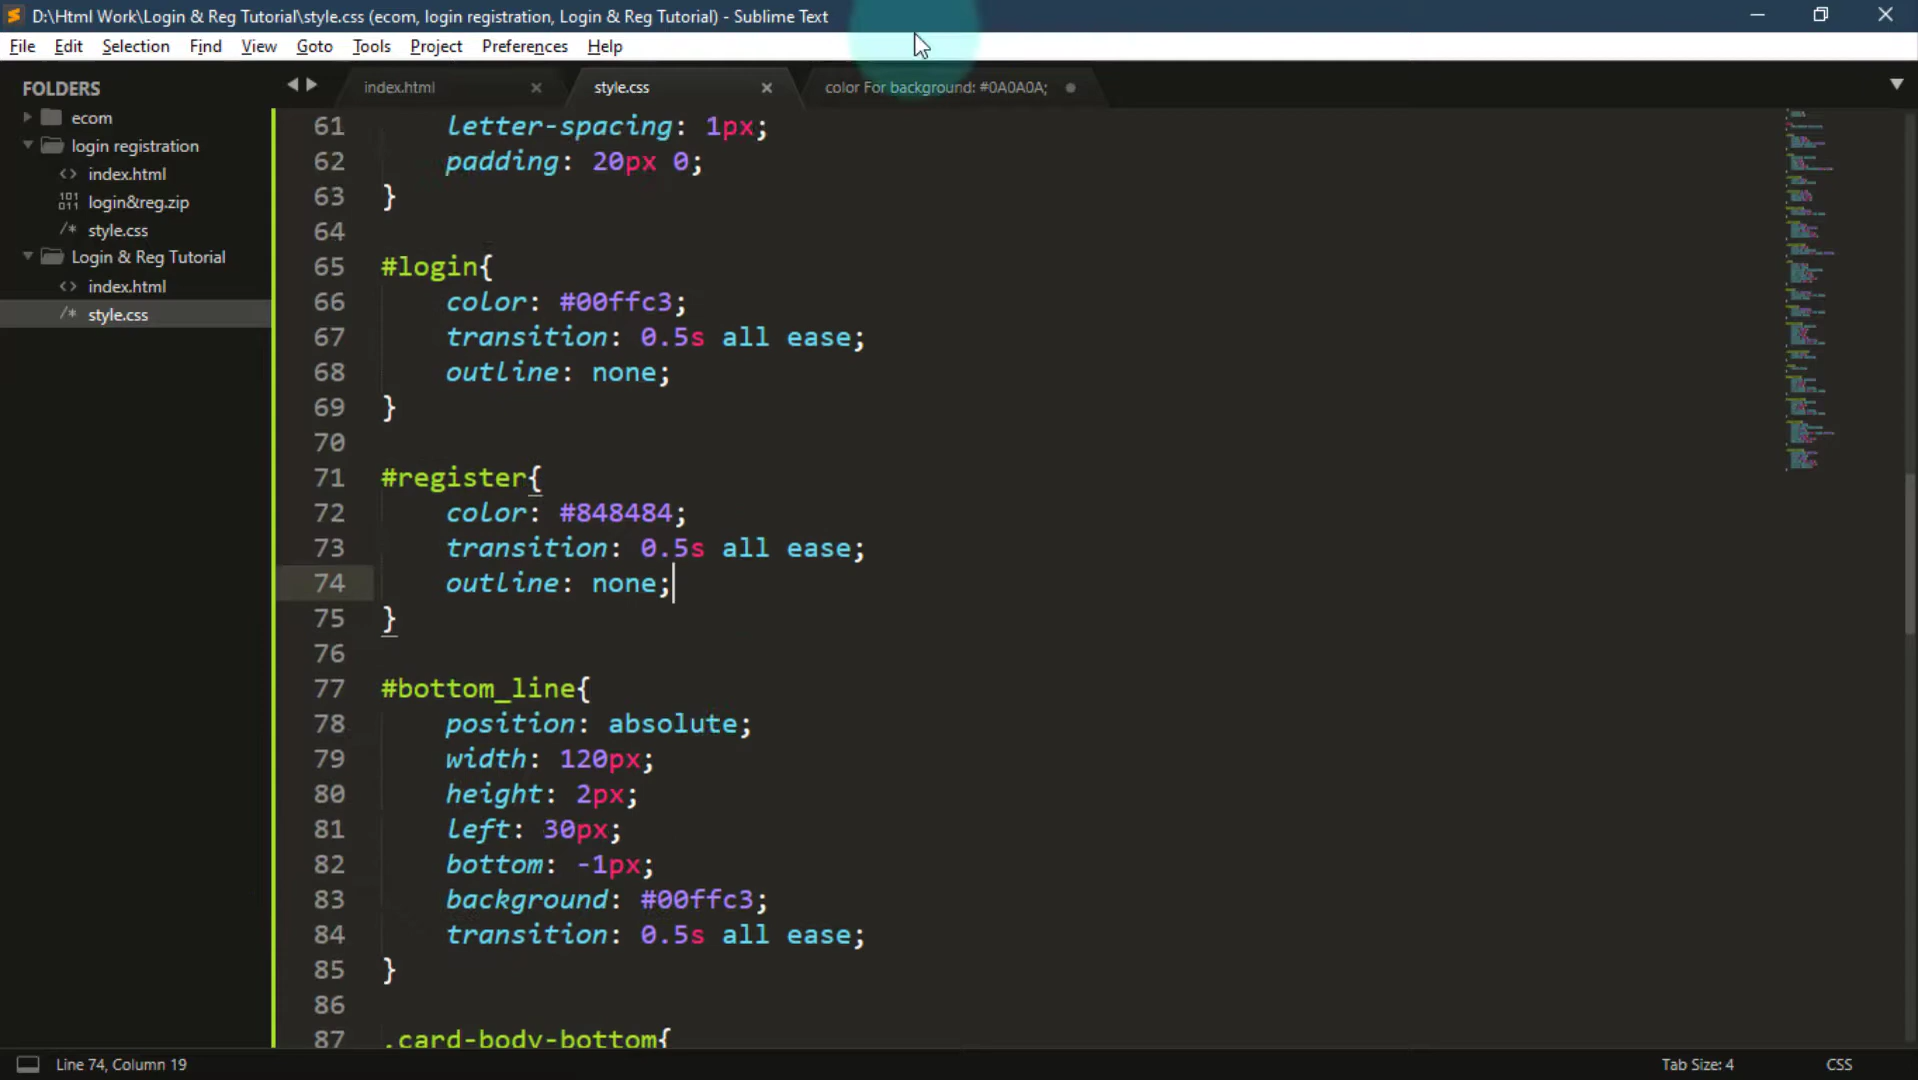 D:\Html Work\Login & Reg Tutorial\style.css (ecom, login registration, Login & Reg Tutorial) - Sublime Text
File Edit Selection Find View Goto Tools Project Preferences Help
FOLDERS
ecom
login registration
index.html
login&reg.zip
style.css
Login & Reg Tutorial
index.html
style.css
index.html
style.css
color For background: #0A0A0A;
61 letter-spacing: 1px;
62 padding: 20px 0;
63 }
64
65 #login{
66 color: #00ffc3;
67 transition: 0.5s all ease;
68 outline: none;
69 }
70
71 #register{
72 color: #848484;
73 transition: 0.5s all ease;
74 outline: none;
75 }
76
77 #bottom_line{
78 position: absolute;
79 width: 120px;
80 height: 2px;
81 left: 30px;
82 bottom: -1px;
83 background: #00ffc3;
84 transition: 0.5s all ease;
85 }
86
87 .card-body-bottom{
Line 74, Column 19
Tab Size: 4
CSS